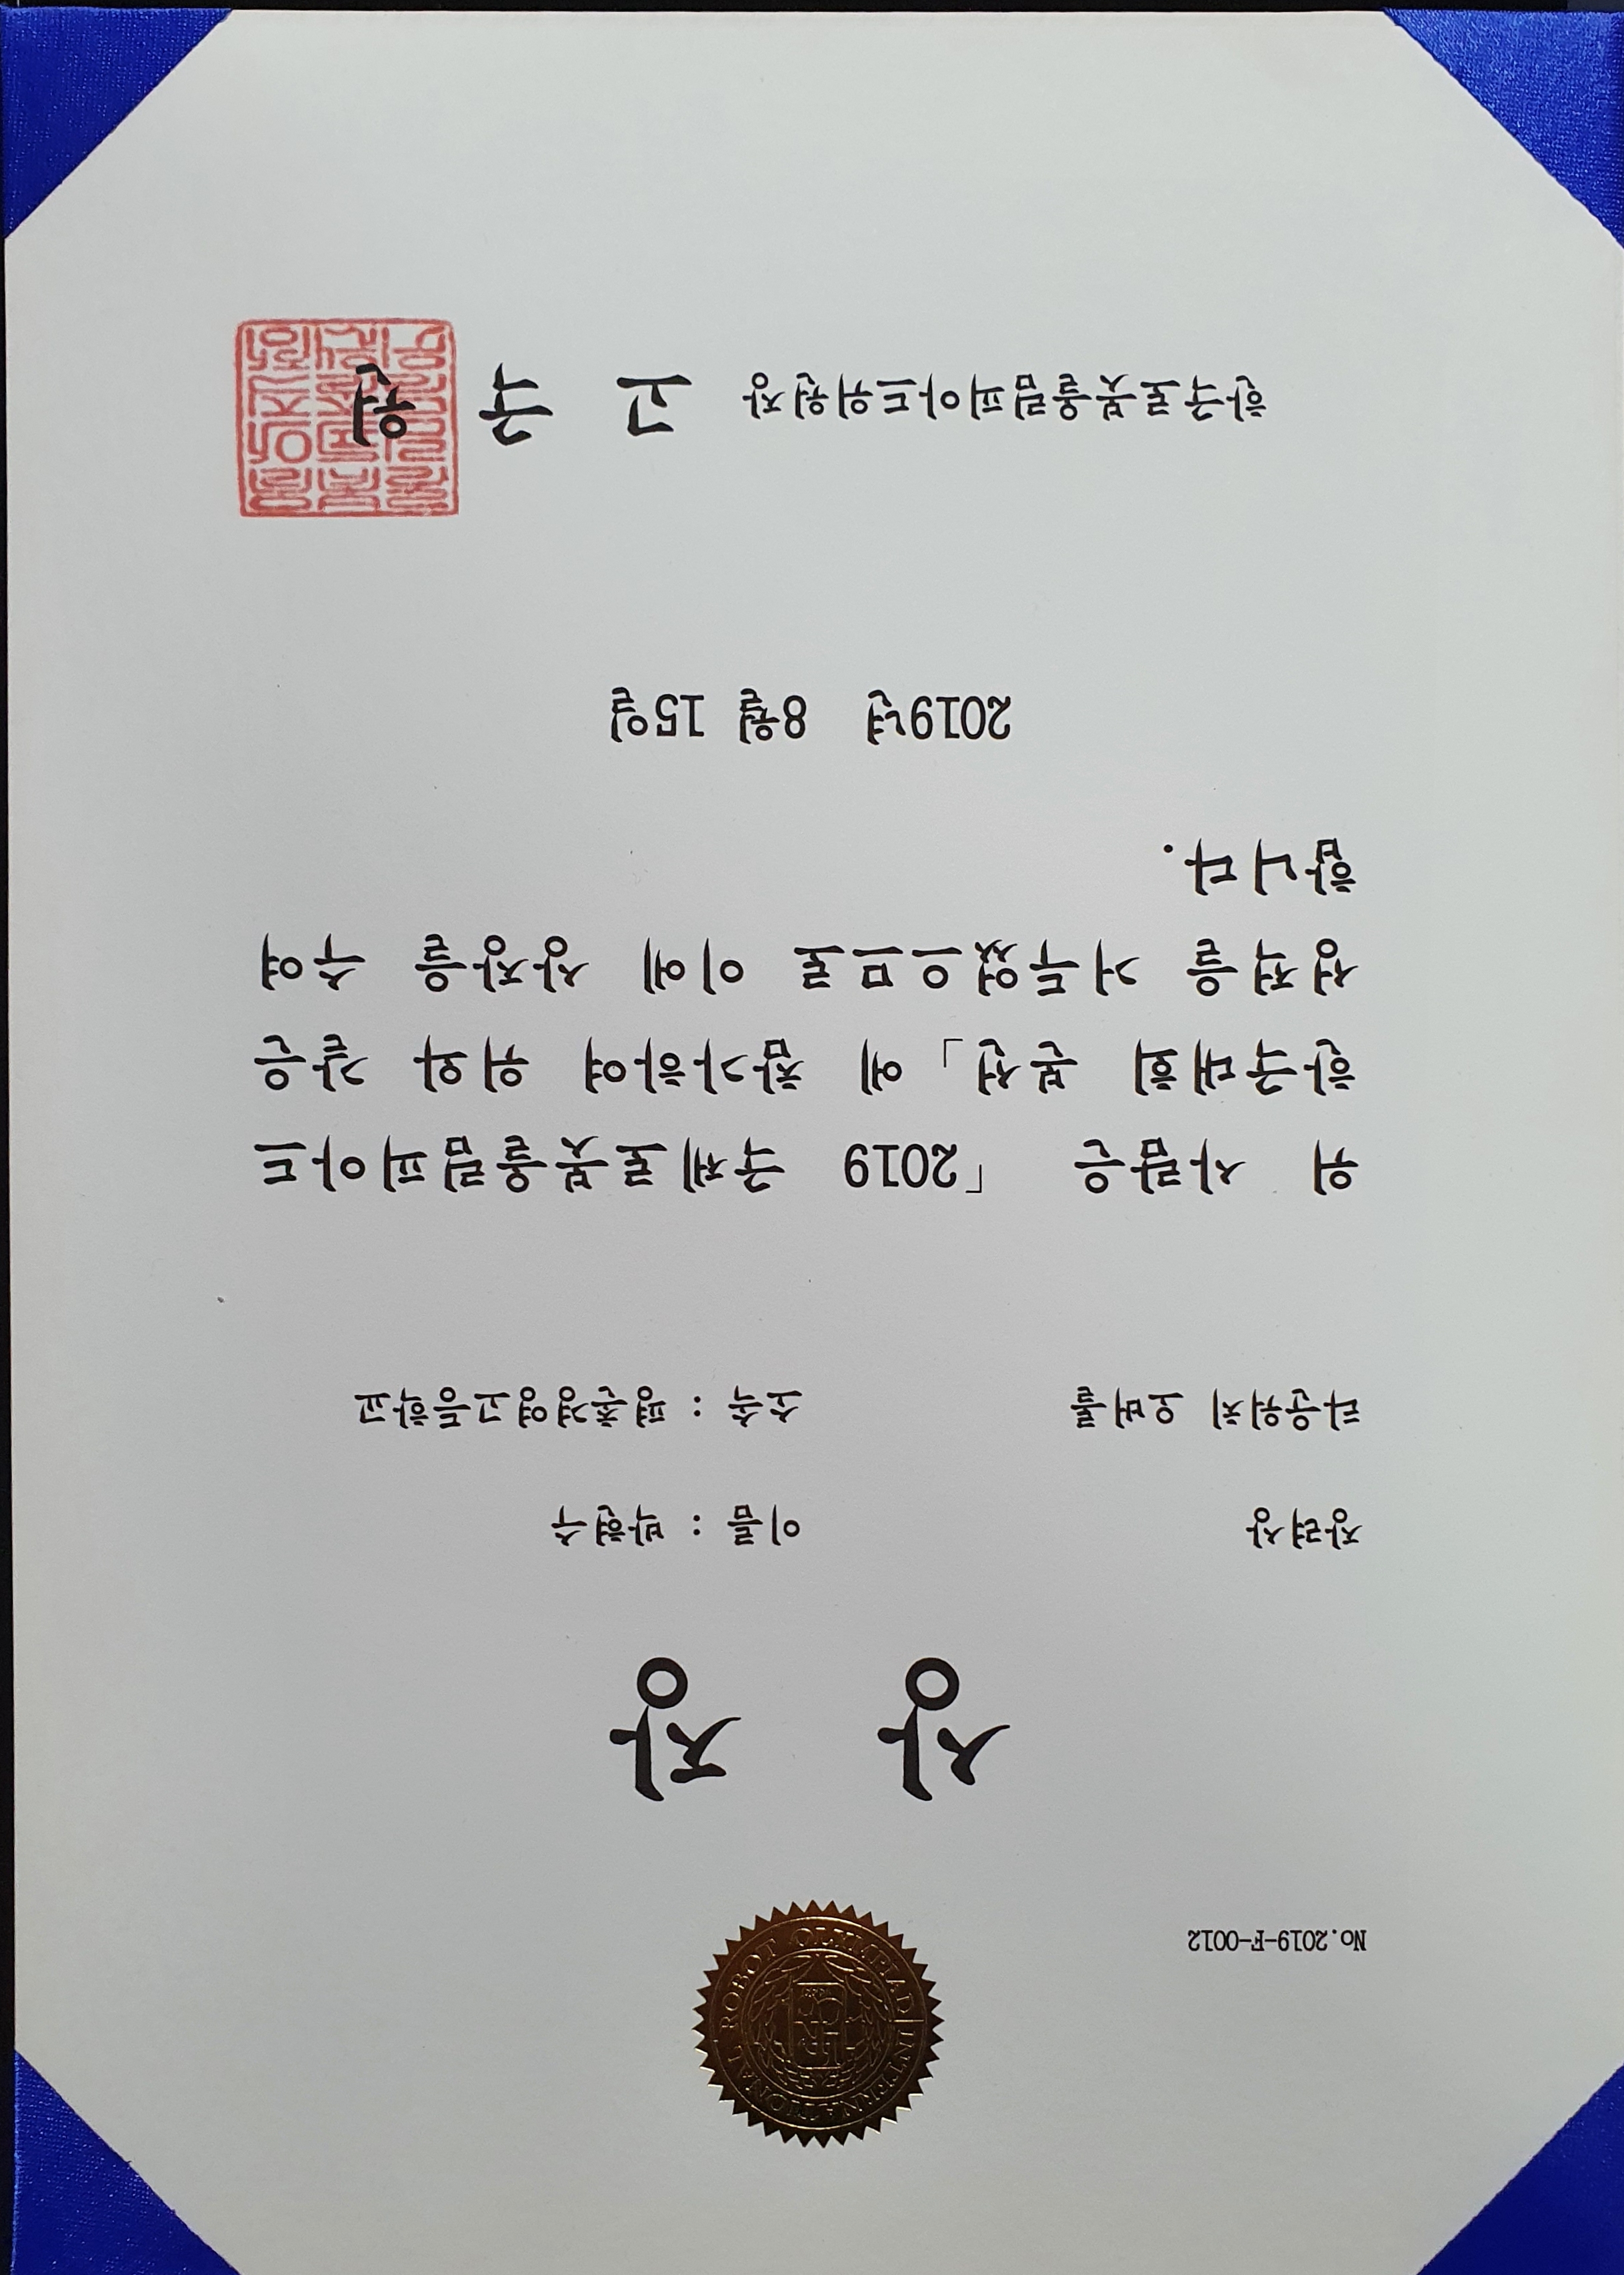 INTERNATIONAL ROBOT OLYMPIAD
No.2019-F-0012
상 장
장려상 이름 : 박현수
타운워치 오버롤 소속 : 평촌경영고등학교
위 사람은 「2019 국제로봇올림피아드
한국대회 본선」에 참가하여 위와 같은
성적을 거두었으므로 이에 상장을 수여
합니다.
2019년 8월 15일
한국로봇올림피아드위원장 고 국 원